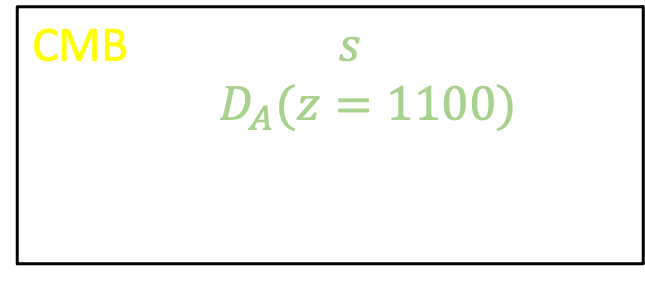 CMB s
D_A(z = 1100)